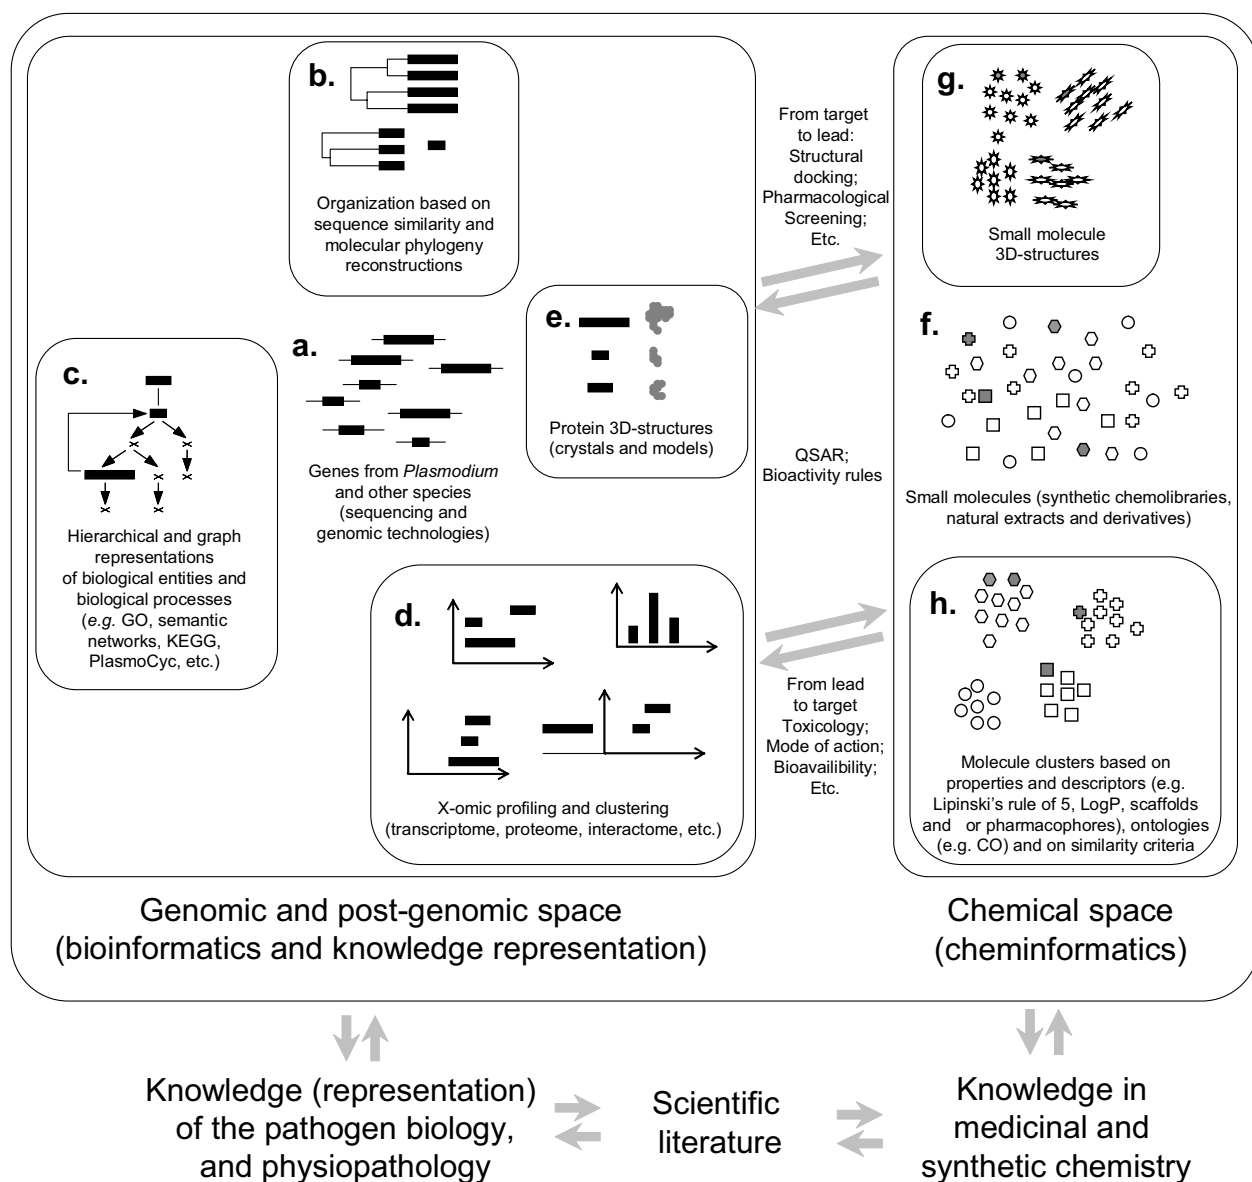 b.
Organization based on
sequence similarity and
molecular phylogeny
reconstructions
c.
Hierarchical and graph
representations
of biological entities and
biological processes
(e.g. GO, semantic
networks, KEGG,
PlasmoCyc, etc.)
a.
Genes from Plasmodium
and other species
(sequencing and
genomic technologies)
e.
Protein 3D-structures
(crystals and models)
d.
X-omic profiling and clustering
(transcriptome, proteome, interactome, etc.)
From target
to lead:
Structural
docking;
Pharmacological
Screening;
Etc.
QSAR;
Bioactivity rules
From lead
to target
Toxicology;
Mode of action;
Bioavailibility;
Etc.
g.
Small molecule
3D-structures
f.
Small molecules (synthetic chemolibraries,
natural extracts and derivatives)
h.
Molecule clusters based on
properties and descriptors (e.g.
Lipinski's rule of 5, LogP, scaffolds
and or pharmacophores), ontologies
(e.g. CO) and on similarity criteria
Genomic and post-genomic space
(bioinformatics and knowledge representation)
Chemical space
(cheminformatics)
Knowledge (representation)
of the pathogen biology,
and physiopathology
Scientific
literature
Knowledge in
medicinal and
synthetic chemistry